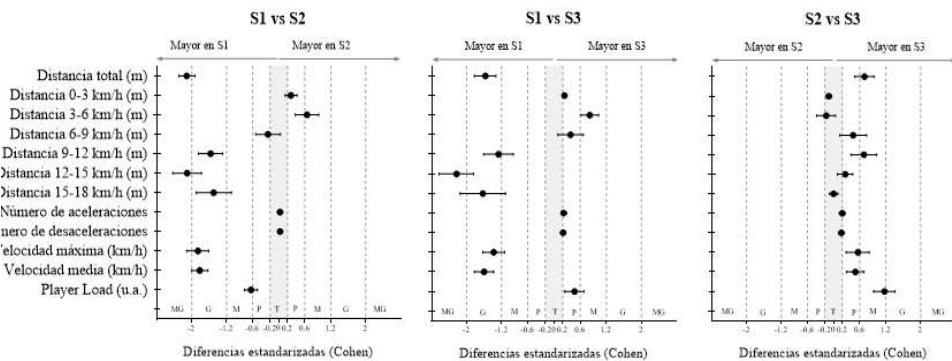 S1 vs S2
S1 vs S3
S2 vs S3
Mayor en S1 Mayor en S2
Mayor en S1 Mayor en S3
Mayor en S2 Mayor en S3
Distancia total (m)
Distancia 0-3 km/h (m)
Distancia 3-6 km/h (m)
Distancia 6-9 km/h (m)
Distancia 9-12 km/h (m)
Distancia 12-15 km/h (m)
Distancia 15-18 km/h (m)
Número de aceleraciones
mero de desaceleraciones
Velocidad máxima (km/h)
Velocidad media (km/h)
Player Load (u.a.)
MG G M P T P M G MG
MG G M P T P M G MG
MG G M P T P M G MG
-2 -1.2 -0.6 -0.20 0.2 0.6 1.2 2
-2 -1.2 -0.6 -0.20 0.2 0.6 1.2 2
-2 -1.2 -0.6 -0.20 0.2 0.6 1.2 2
Diferencias estandarizadas (Cohen)
Diferencias estandarizadas (Cohen)
Diferencias estandarizadas (Cohen)